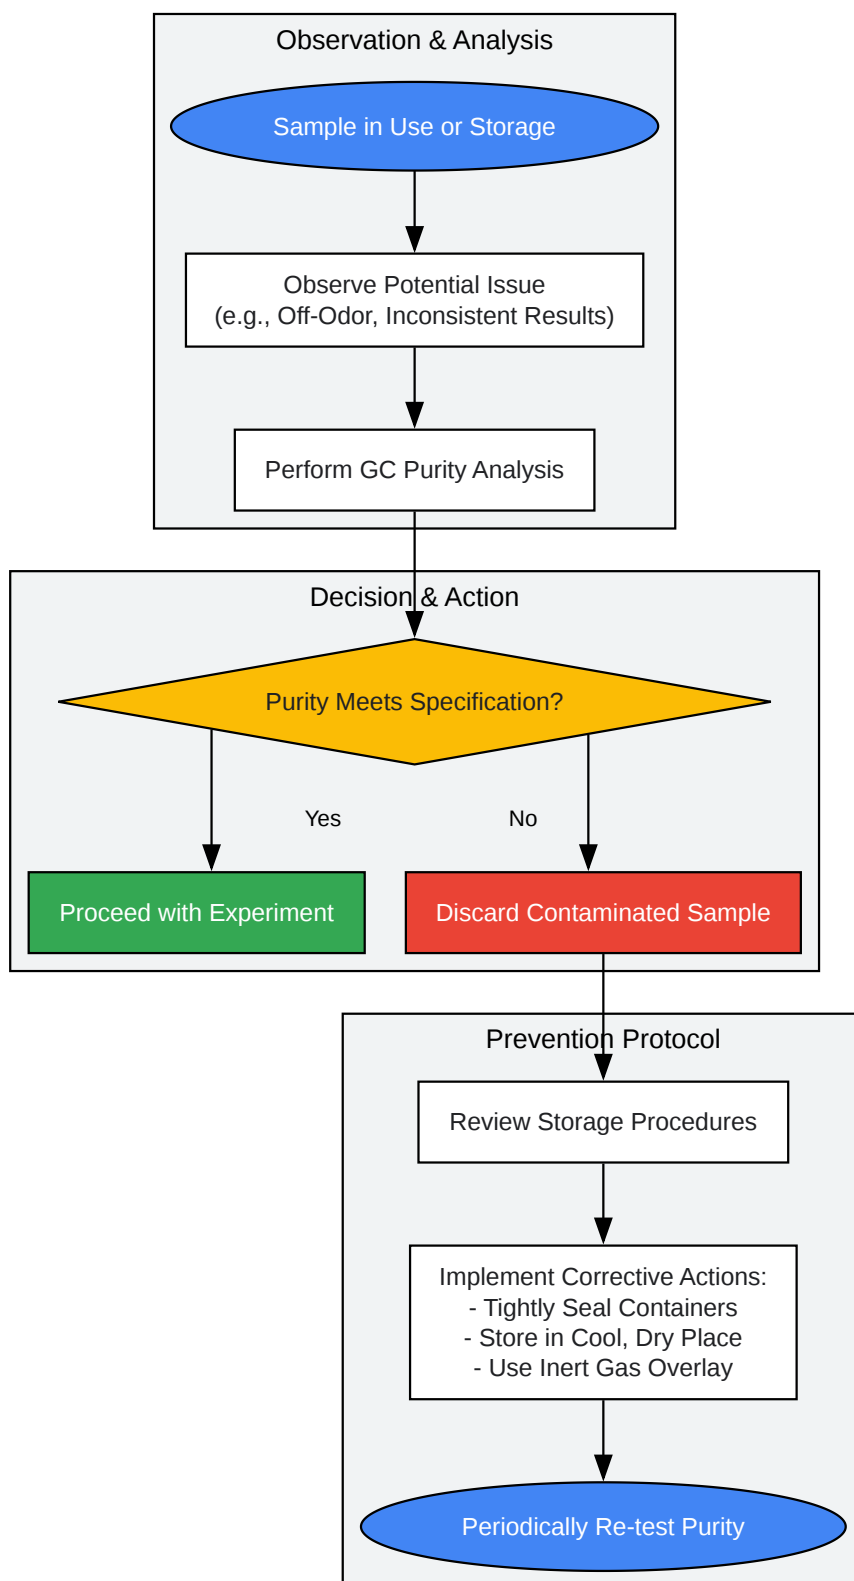 Observation & Analysis
Sample in Use or Storage
Observe Potential Issue
(e.g., Off-Odor, Inconsistent Results)
Perform GC Purity Analysis
Decision & Action
Purity Meets Specification?
Yes
No
Proceed with Experiment
Discard Contaminated Sample
Prevention Protocol
Review Storage Procedures
Implement Corrective Actions:
- Tightly Seal Containers
- Store in Cool, Dry Place
- Use Inert Gas Overlay
Periodically Re-test Purity